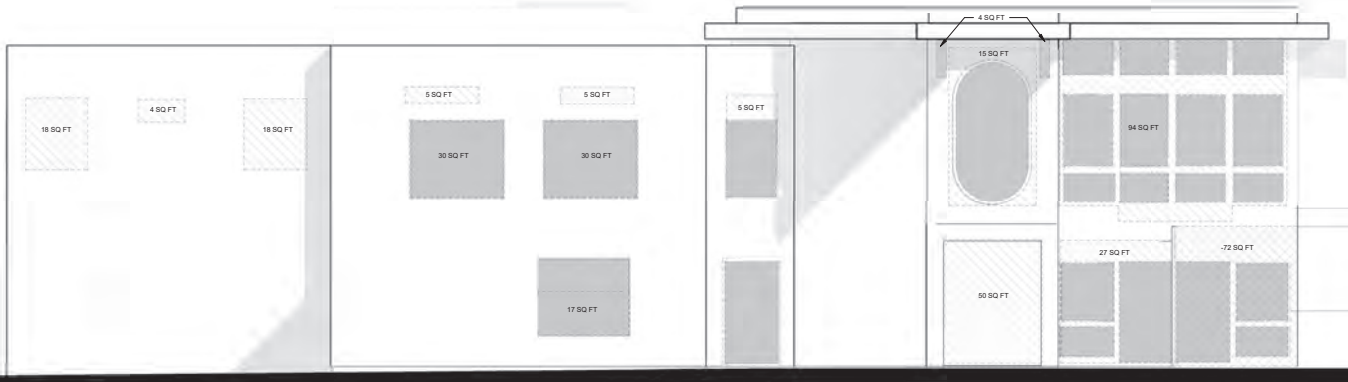 4 SQ FT
15 SQ FT
18 SQ FT
4 SQ FT
18 SQ FT
5 SQ FT
5 SQ FT
5 SQ FT
30 SQ FT
30 SQ FT
94 SQ FT
27 SQ FT
-72 SQ FT
50 SQ FT
17 SQ FT